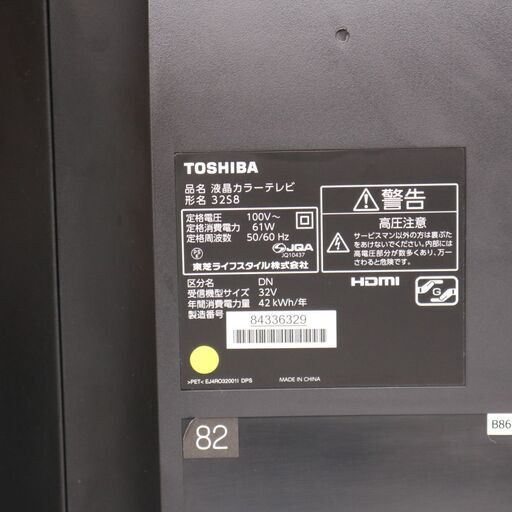 TOSHIBA
品名 液晶カラーテレビ
形名 32S8
定格電圧 100V～
定格消費電力 61W
定格周波数 50/60 Hz
JQA
JQ10437
東芝ライフスタイル株式会社
警告
高圧注意
サービスマン以外の方は裏ぶたをあけないでください。内部には高電圧部分が数多くあり、万一さわると危険です。
HDMI
G
区分名 DN
受信機型サイズ 32V
年間消費電力量 42 kWh/年
製造番号 84336329
>PET< EJ4RO32001I DPS
MADE IN CHINA
82
B86